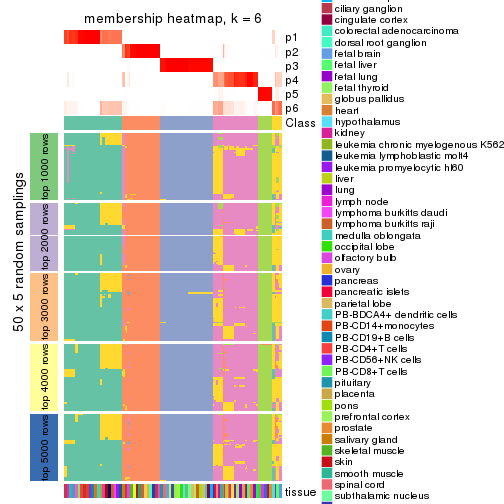 membership heatmap, k = 6
p1
p2
p3
p4
p5
p6
Class
50 x 5 random samplings
top 1000 rows
top 2000 rows
top 3000 rows
top 4000 rows
top 5000 rows
tissue
ciliary ganglion
cingulate cortex
colorectal adenocarcinoma
dorsal root ganglion
fetal brain
fetal liver
fetal lung
fetal thyroid
globus pallidus
heart
hypothalamus
kidney
leukemia chronic myelogenous K562
leukemia lymphoblastic molt4
leukemia promyelocytic hl60
liver
lung
lymph node
lymphoma burkitts daudi
lymphoma burkitts raji
medulla oblongata
occipital lobe
olfactory bulb
ovary
pancreas
pancreatic islets
parietal lobe
PB-BDCA4+ dendritic cells
PB-CD14+monocytes
PB-CD19+B cells
PB-CD4+T cells
PB-CD56+NK cells
PB-CD8+T cells
pituitary
placenta
pons
prefrontal cortex
prostate
salivary gland
skeletal muscle
skin
smooth muscle
spinal cord
subthalamic nucleus